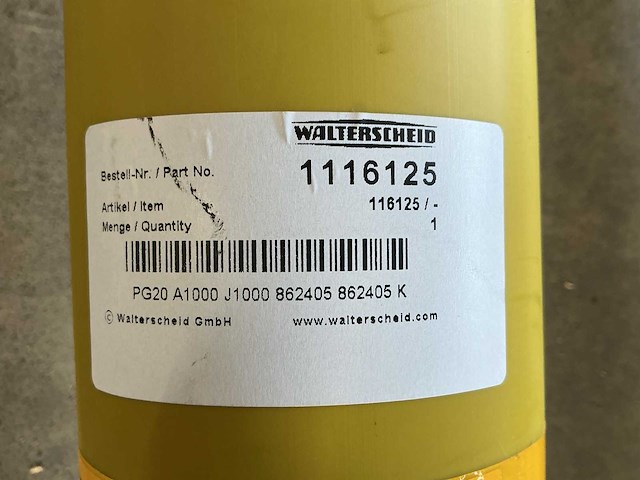 WALTERSCHEID
Bestell-Nr. / Part No. 1116125
Artikel / Item 116125 / -
Menge / Quantity 1
PG20 A1000 J1000 862405 862405 K
© Walterscheid GmbH www.walterscheid.com